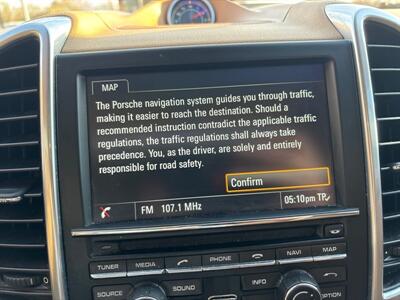 MAP
The Porsche navigation system guides you through traffic,
making it easier to reach the destination. Should a
recommended instruction contradict the applicable traffic
regulations, the traffic regulations shall always take
precedence. You, as the driver, are solely and entirely
responsible for road safety.
Confirm
FM 107.1 MHz
05:10pm TP
MAP
TUNER MEDIA PHONE NAVI
INFO
SOURCE SOUND